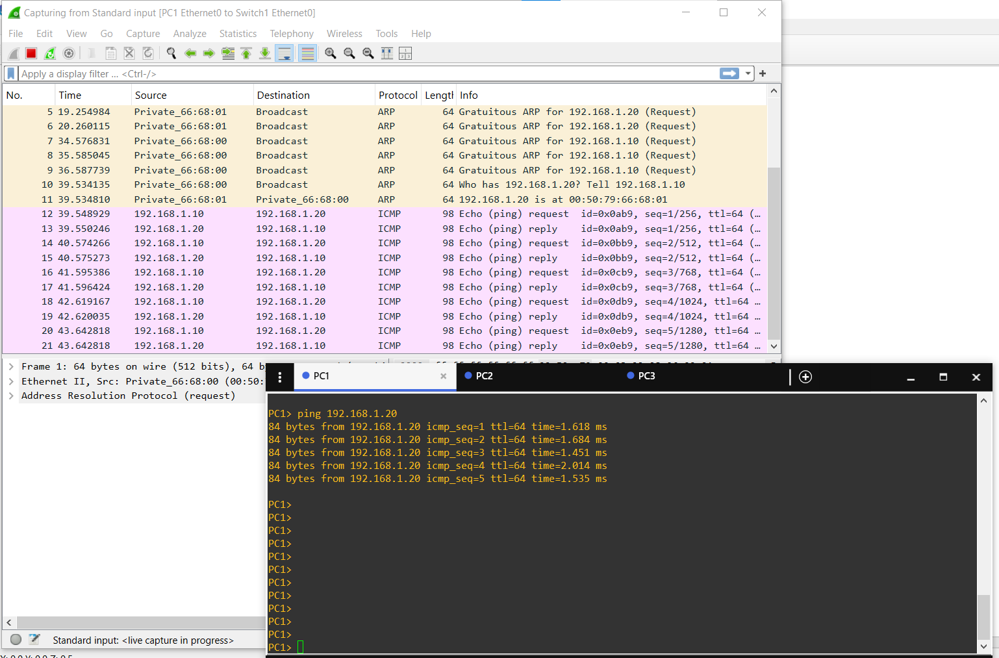 Capturing from Standard input [PC1 Ethernet0 to Switch1 Ethernet0]
File Edit View Go Capture Analyze Statistics Telephony Wireless Tools Help
Apply a display filter ... <Ctrl-/>
No. Time Source Destination Protocol Length Info
5 19.254984 Private_66:68:01 Broadcast ARP 64 Gratuitous ARP for 192.168.1.20 (Request)
6 20.260115 Private_66:68:01 Broadcast ARP 64 Gratuitous ARP for 192.168.1.20 (Request)
7 34.576831 Private_66:68:00 Broadcast ARP 64 Gratuitous ARP for 192.168.1.10 (Request)
8 35.585045 Private_66:68:00 Broadcast ARP 64 Gratuitous ARP for 192.168.1.10 (Request)
9 36.587739 Private_66:68:00 Broadcast ARP 64 Gratuitous ARP for 192.168.1.10 (Request)
10 39.534135 Private_66:68:00 Broadcast ARP 64 Who has 192.168.1.20? Tell 192.168.1.10
11 39.534810 Private_66:68:01 Private_66:68:00 ARP 64 192.168.1.20 is at 00:50:79:66:68:01
12 39.548929 192.168.1.10 192.168.1.20 ICMP 98 Echo (ping) request id=0x0ab9, seq=1/256, ttl=64 (…
13 39.550246 192.168.1.20 192.168.1.10 ICMP 98 Echo (ping) reply id=0x0ab9, seq=1/256, ttl=64 (…
14 40.574266 192.168.1.10 192.168.1.20 ICMP 98 Echo (ping) request id=0x0bb9, seq=2/512, ttl=64 (…
15 40.575273 192.168.1.20 192.168.1.10 ICMP 98 Echo (ping) reply id=0x0bb9, seq=2/512, ttl=64 (…
16 41.595386 192.168.1.10 192.168.1.20 ICMP 98 Echo (ping) request id=0x0cb9, seq=3/768, ttl=64 (…
17 41.596424 192.168.1.20 192.168.1.10 ICMP 98 Echo (ping) reply id=0x0cb9, seq=3/768, ttl=64 (…
18 42.619167 192.168.1.10 192.168.1.20 ICMP 98 Echo (ping) request id=0x0db9, seq=4/1024, ttl=64 …
19 42.620035 192.168.1.20 192.168.1.10 ICMP 98 Echo (ping) reply id=0x0db9, seq=4/1024, ttl=64 …
20 43.642818 192.168.1.10 192.168.1.20 ICMP 98 Echo (ping) request id=0x0eb9, seq=5/1280, ttl=64 …
21 43.642818 192.168.1.20 192.168.1.10 ICMP 98 Echo (ping) reply id=0x0eb9, seq=5/1280, ttl=64 …
Frame 1: 64 bytes on wire (512 bits), 64 b
Ethernet II, Src: Private_66:68:00 (00:50:
Address Resolution Protocol (request)
PC1 PC2 PC3
PC1> ping 192.168.1.20
84 bytes from 192.168.1.20 icmp_seq=1 ttl=64 time=1.618 ms
84 bytes from 192.168.1.20 icmp_seq=2 ttl=64 time=1.684 ms
84 bytes from 192.168.1.20 icmp_seq=3 ttl=64 time=1.451 ms
84 bytes from 192.168.1.20 icmp_seq=4 ttl=64 time=2.014 ms
84 bytes from 192.168.1.20 icmp_seq=5 ttl=64 time=1.535 ms
PC1>
PC1>
PC1>
PC1>
PC1>
PC1>
PC1>
PC1>
PC1>
PC1>
PC1>
PC1>
Standard input: <live capture in progress>